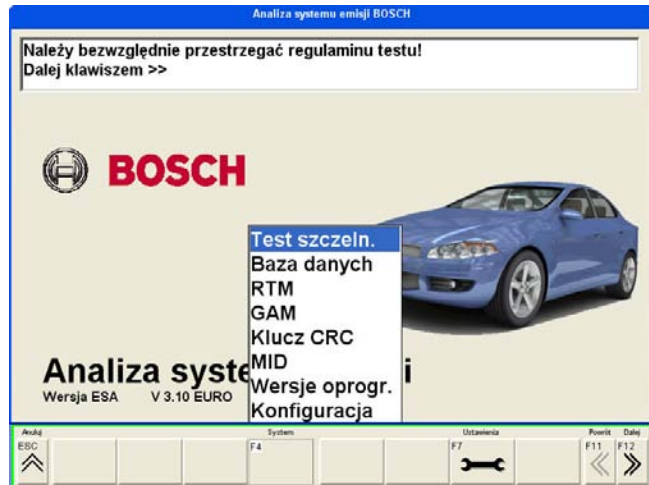 Analiza systemu emisji BOSCH
Należy bezwzględnie przestrzegać regulaminu testu!
Dalej klawiszem >>
BOSCH
Test szczeln.
Baza danych
RTM
GAM
Klucz CRC
MID
Wersje oprogr.
Konfiguracja
Analiza syste i
Wersja ESA V 3.10 EURO
Anuluj System Ustawienia Powrót Dalej
ESC F4 F7 F11 F12